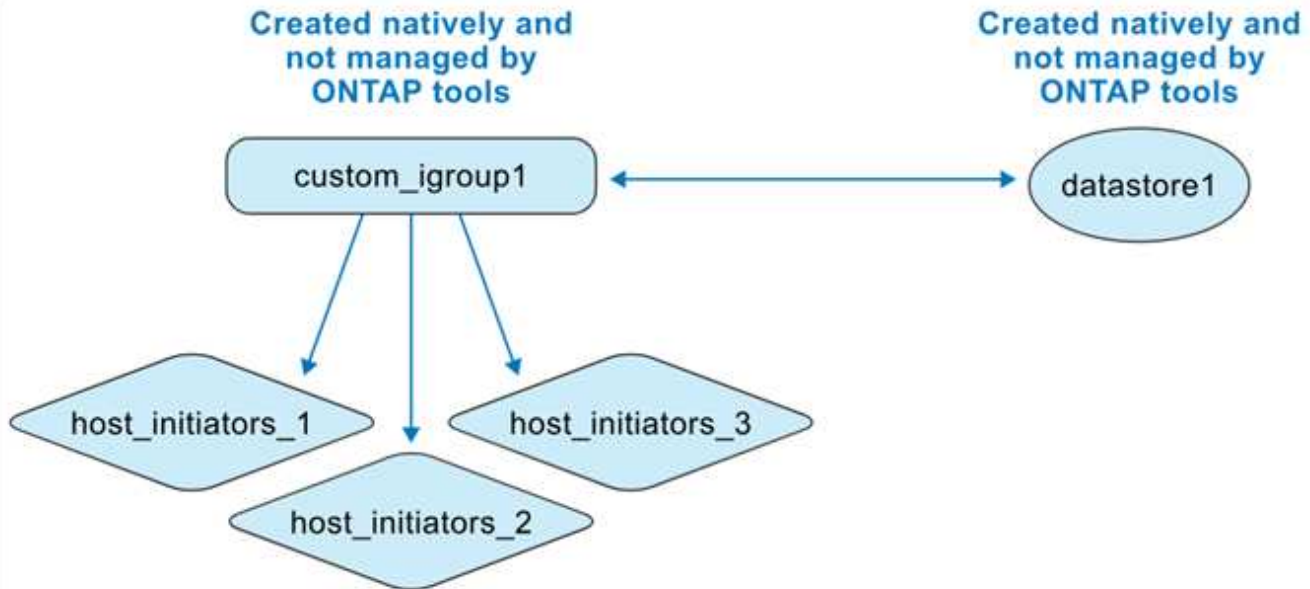 Created natively and
not managed by
ONTAP tools
Created natively and
not managed by
ONTAP tools
custom_igroup1
datastore1
host_initiators_1
host_initiators_3
host_initiators_2